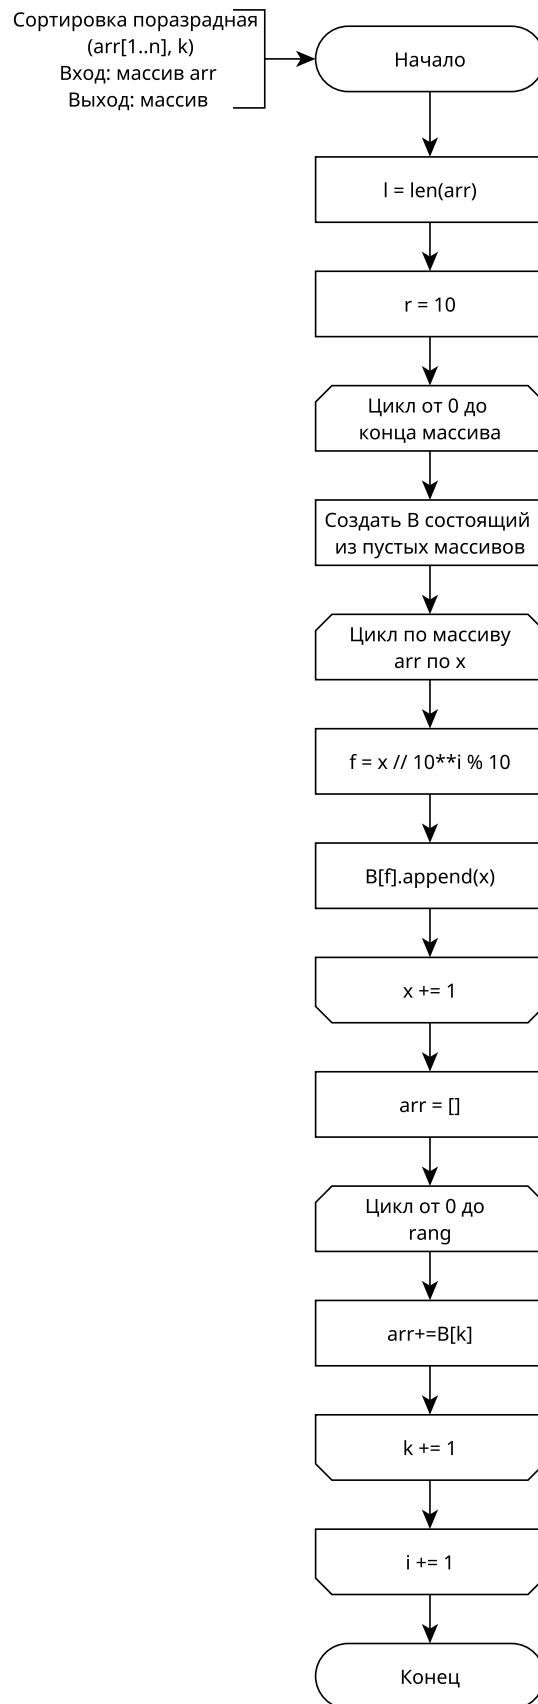 Сортировка поразрадная
(arr[1..n], k)
Вход: массив arr
Выход: массив
Начало
l = len(arr)
r = 10
Цикл от 0 до
конца массива
Создать B состоящий
из пустых массивов
Цикл по массиву
arr по x
f = x // 10**i % 10
B[f].append(x)
x += 1
arr = []
Цикл от 0 до
rang
arr+=B[k]
k += 1
i += 1
Конец